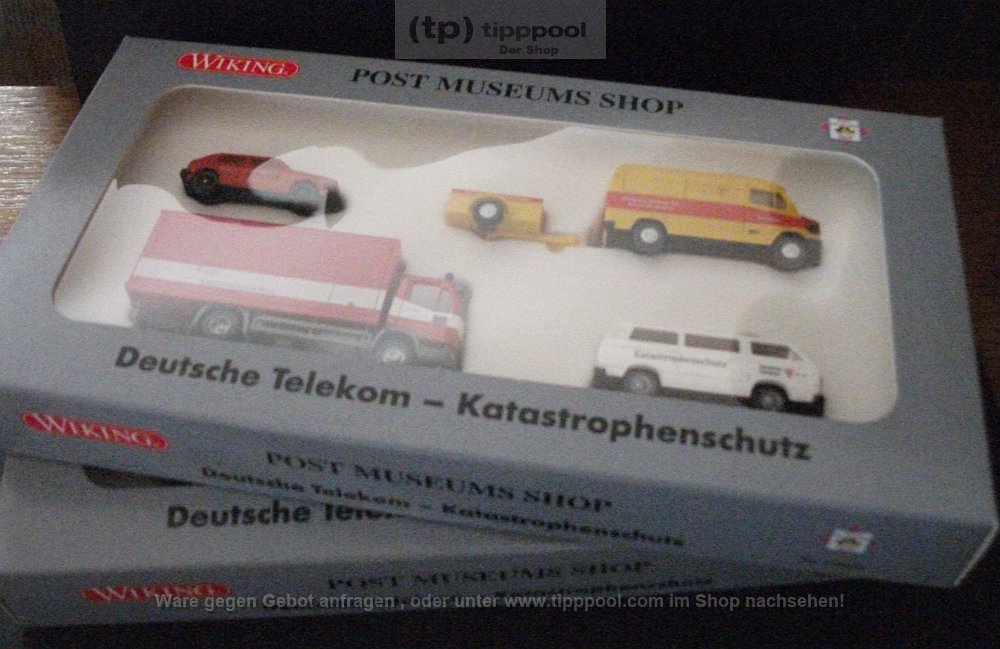 (tp) tipppool
Der Shop
WIKING
POST MUSEUMS SHOP
Katastrophenschutz
Deutsche Telekom – Katastrophenschutz
WIKING
POST MUSEUMS SHOP
Deutsche Telekom – Katastrophenschutz
Deutsche
WIKING
POST MUSEUMS SHOP
Ware gegen Gebot anfragen , oder unter www.tipppool.com im Shop nachsehen!